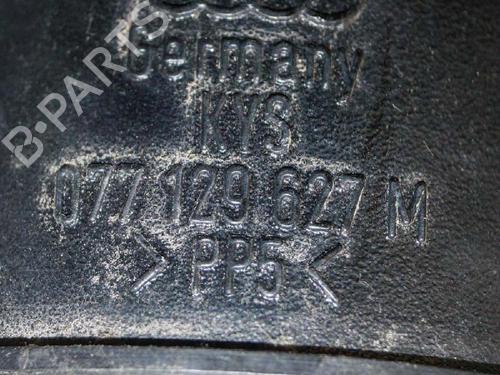 Germany
KYS
077 129 627 M
>PP5<
B-PARTS